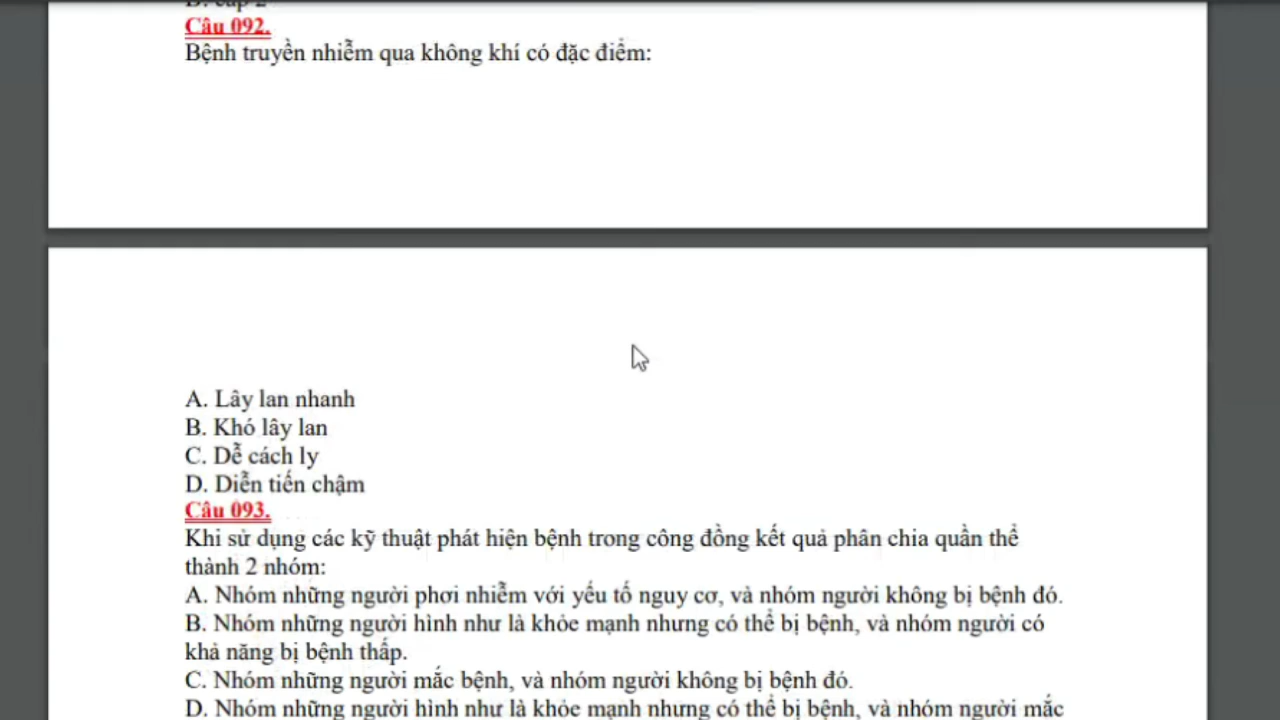 Câu 092.
Bệnh truyền nhiễm qua không khí có đặc điểm:
A. Lây lan nhanh
B. Khó lây lan
C. Dễ cách ly
D. Diễn tiến chậm
Câu 093.
Khi sử dụng các kỹ thuật phát hiện bệnh trong công đồng kết quả phân chia quần thể
thành 2 nhóm:
A. Nhóm những người phơi nhiễm với yếu tố nguy cơ, và nhóm người không bị bệnh đó.
B. Nhóm những người hình như là khỏe mạnh nhưng có thể bị bệnh, và nhóm người có
khả năng bị bệnh thấp.
C. Nhóm những người mắc bệnh, và nhóm người không bị bệnh đó.
D. Nhóm những người hình như là khỏe mạnh nhưng có thể bị bệnh, và nhóm người mắc